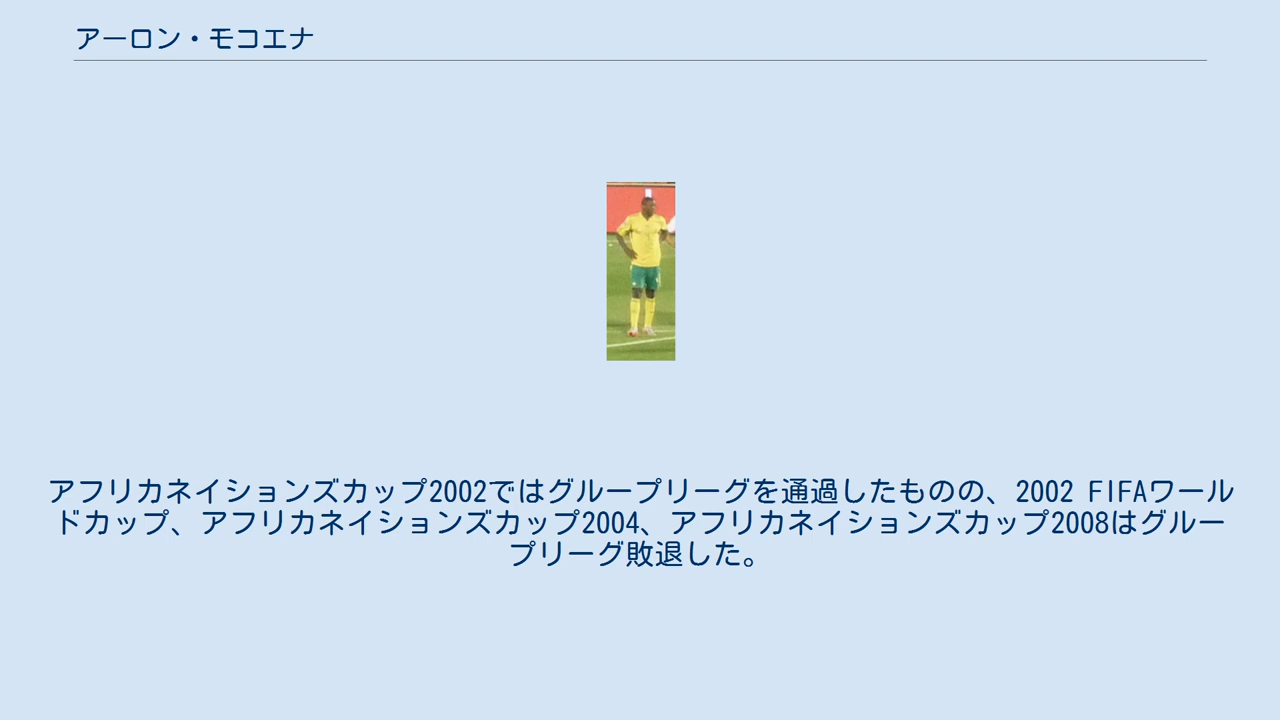 アーロン・モコエナ
アフリカネイションズカップ2002ではグループリーグを通過したものの、2002 FIFAワール
ドカップ、アフリカネイションズカップ2004、アフリカネイションズカップ2008はグルー
プリーグ敗退した。